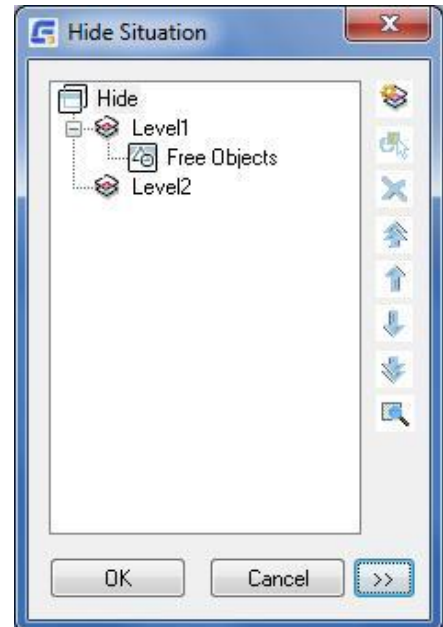 Hide Situation
Hide
Level1
Free Objects
Level2
OK
Cancel
>>